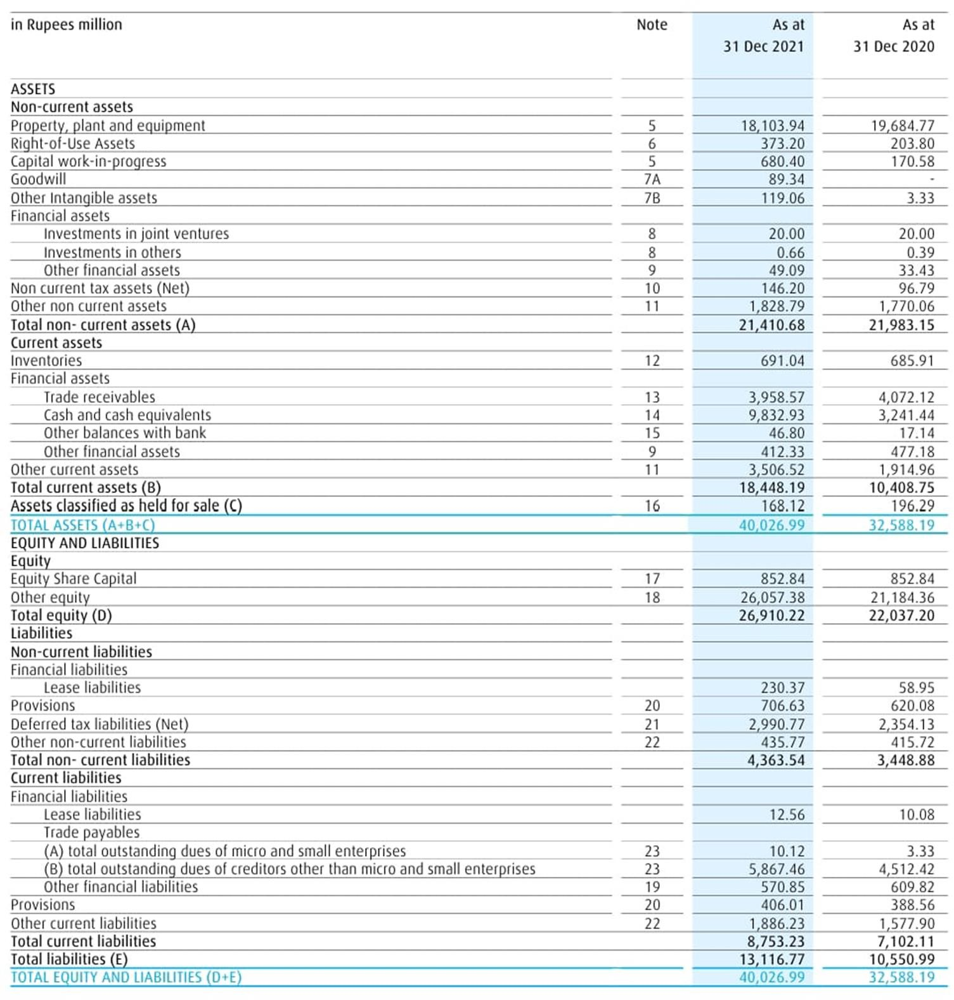 in Rupees million Note As at As at
31 Dec 2021 31 Dec 2020
ASSETS
Non-current assets
Property, plant and equipment 5 18,103.94 19,684.77
Right-of-Use Assets 6 373.20 203.80
Capital work-in-progress 5 680.40 170.58
Goodwill 7A 89.34 -
Other Intangible assets 7B 119.06 3.33
Financial assets
Investments in joint ventures 8 20.00 20.00
Investments in others 8 0.66 0.39
Other financial assets 9 49.09 33.43
Non current tax assets (Net) 10 146.20 96.79
Other non current assets 11 1,828.79 1,770.06
Total non- current assets (A) 21,410.68 21,983.15
Current assets
Inventories 12 691.04 685.91
Financial assets
Trade receivables 13 3,958.57 4,072.12
Cash and cash equivalents 14 9,832.93 3,241.44
Other balances with bank 15 46.80 17.14
Other financial assets 9 412.33 477.18
Other current assets 11 3,506.52 1,914.96
Total current assets (B) 18,448.19 10,408.75
Assets classified as held for sale (C) 16 168.12 196.29
TOTAL ASSETS (A+B+C) 40,026.99 32,588.19
EQUITY AND LIABILITIES
Equity
Equity Share Capital 17 852.84 852.84
Other equity 18 26,057.38 21,184.36
Total equity (D) 26,910.22 22,037.20
Liabilities
Non-current liabilities
Financial liabilities
Lease liabilities 230.37 58.95
Provisions 20 706.63 620.08
Deferred tax liabilities (Net) 21 2,990.77 2,354.13
Other non-current liabilities 22 435.77 415.72
Total non- current liabilities 4,363.54 3,448.88
Current liabilities
Financial liabilities
Lease liabilities 12.56 10.08
Trade payables
(A) total outstanding dues of micro and small enterprises 23 10.12 3.33
(B) total outstanding dues of creditors other than micro and small enterprises 23 5,867.46 4,512.42
Other financial liabilities 19 570.85 609.82
Provisions 20 406.01 388.56
Other current liabilities 22 1,886.23 1,577.90
Total current liabilities 8,753.23 7,102.11
Total liabilities (E) 13,116.77 10,550.99
TOTAL EQUITY AND LIABILITIES (D+E) 40,026.99 32,588.19